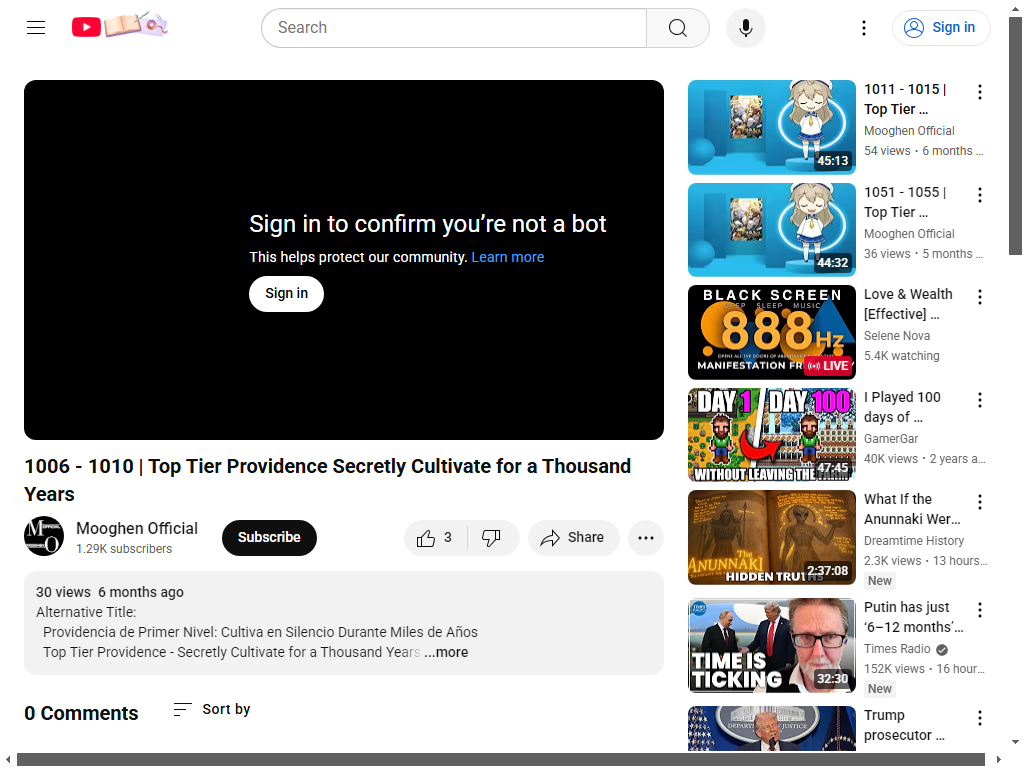 Search
Sign in
Sign in to confirm you're not a bot
This helps protect our community. Learn more
Sign in
1006 - 1010 | Top Tier Providence Secretly Cultivate for a Thousand
Years
Mooghen Official
1.29K subscribers
Subscribe
3
Share
30 views 6 months ago
Alternative Title:
Providencia de Primer Nivel: Cultiva en Silencio Durante Miles de Años
Top Tier Providence - Secretly Cultivate for a Thousand Years ...more
0 Comments
Sort by
45:13
1011 - 1015 |
Top Tier ...
Mooghen Official
54 views • 6 months ...
44:32
1051 - 1055 |
Top Tier ...
Mooghen Official
36 views • 5 months ...
BLACK SCREEN
DEEP SLEEP MUSIC
888Hz
MANIFESTATION FR
LIVE
Love & Wealth
[Effective] ...
Selene Nova
5.4K watching
DAY 1 DAY 100
WITHOUT LEAVING THE
47:45
I Played 100
days of ...
GamerGar
40K views • 2 years a...
The
ANUNNAKI
HIDDEN TRUTHS
2:37:08
What If the
Anunnaki Wer...
Dreamtime History
2.3K views • 13 hours...
New
TIMES RADIO
TIME IS
TICKING
32:30
Putin has just
‘6–12 months’...
Times Radio
152K views • 16 hour...
New
Trump
prosecutor ...